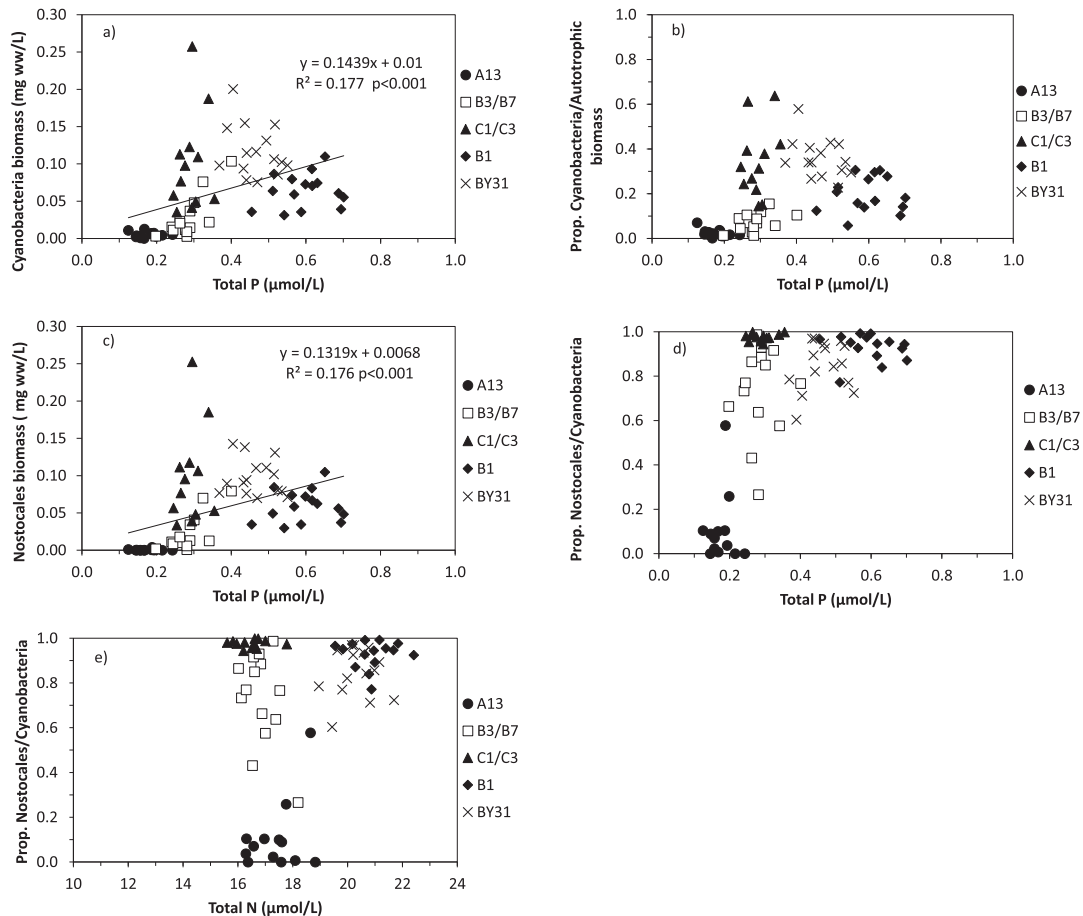 a)
Cyanobacteria biomass (mg ww/L)
0.30
0.25
0.20
0.15
0.10
0.05
0.00
0.0 0.2 0.4 0.6 0.8 1.0
Total P (µmol/L)
y = 0.1439x + 0.01
R² = 0.177 p<0.001
A13
B3/B7
C1/C3
B1
BY31
b)
Prop. Cyanobacteria/Autotrophic
biomass
1.0
0.8
0.6
0.4
0.2
0.0
0.0 0.2 0.4 0.6 0.8 1.0
Total P (µmol/L)
A13
B3/B7
C1/C3
B1
BY31
c)
Nostocales biomass ( mg ww/L)
0.30
0.25
0.20
0.15
0.10
0.05
0.00
0.0 0.2 0.4 0.6 0.8 1.0
Total P (µmol/L)
y = 0.1319x + 0.0068
R² = 0.176 p<0.001
A13
B3/B7
C1/C3
B1
BY31
d)
Prop. Nostocales/Cyanobacteria
1.0
0.8
0.6
0.4
0.2
0.0
0.0 0.2 0.4 0.6 0.8 1.0
Total P (µmol/L)
A13
B3/B7
C1/C3
B1
BY31
e)
Prop. Nostocales/Cyanobacteria
1.0
0.8
0.6
0.4
0.2
0.0
10 12 14 16 18 20 22 24
Total N (µmol/L)
A13
B3/B7
C1/C3
B1
BY31